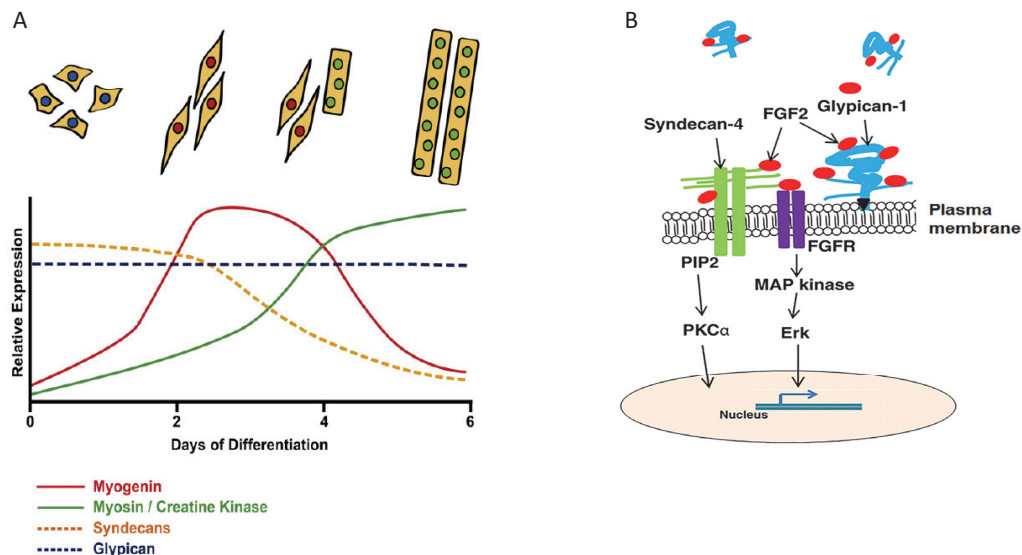 A
Relative Expression
0
2
4
6
Days of Differentiation
Myogenin
Myosin / Creatine Kinase
Syndecans
Glypican
B
Syndecan-4
FGF2
Glypican-1
Plasma
membrane
FGFR
PIP2
MAP kinase
PKCα
Erk
Nucleus